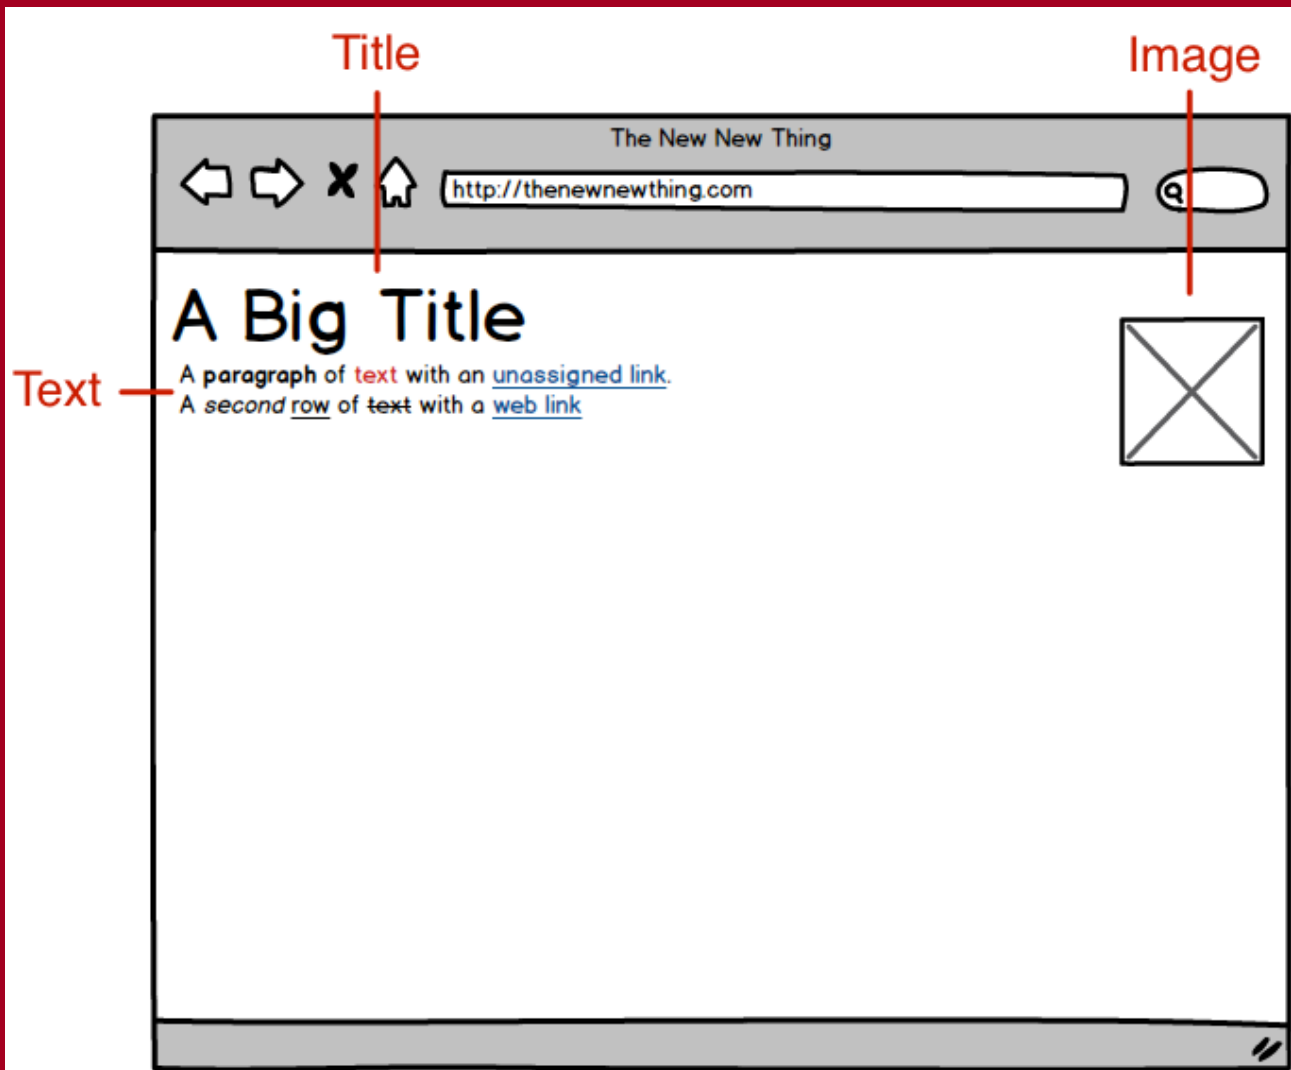 Title
Image
The New New Thing
http://thenewnewthing.com
A Big Title
Text
A paragraph of text with an unassigned link.
A second row of text with a web link